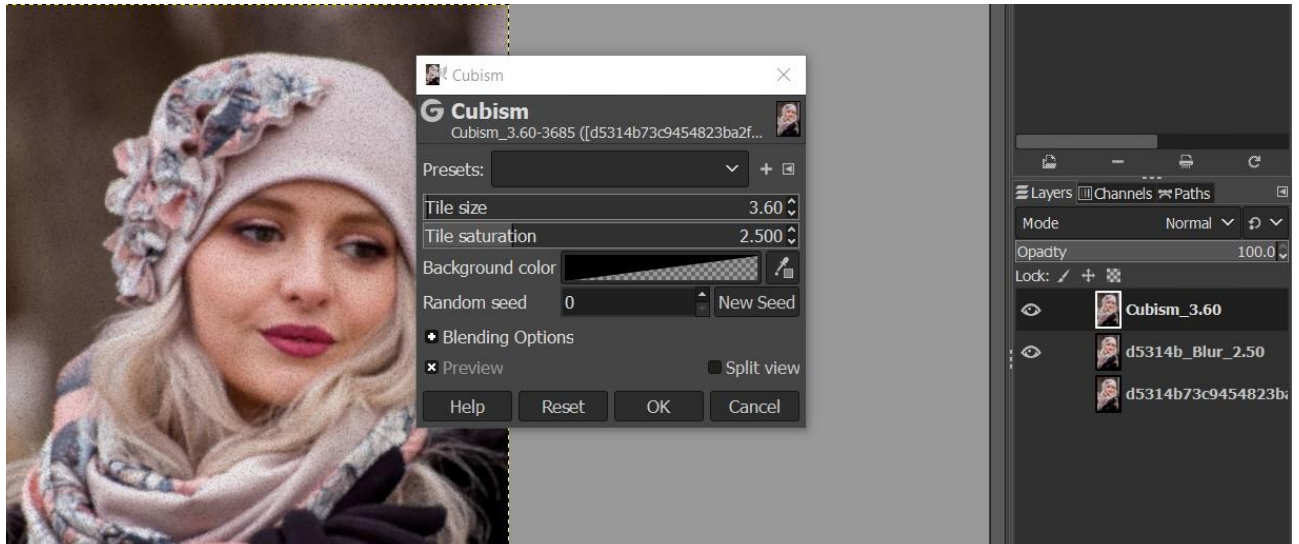 Cubism
Cubism
Cubism_3.60-3685 ([d5314b73c9454823ba2f...
Presets:
Tile size 3.60
Tile saturation 2.500
Background color
Random seed 0 New Seed
Blending Options
Preview Split view
Help Reset OK Cancel
Layers Channels Paths
Mode Normal
Opacity 100.0
Lock:
Cubism_3.60
d5314b_Blur_2.50
d5314b73c9454823b